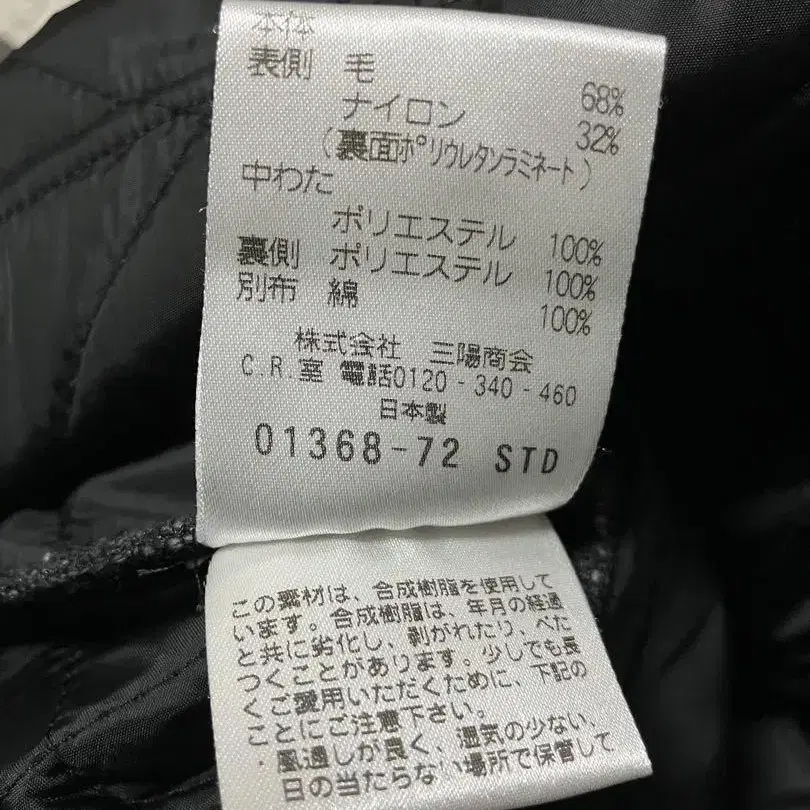 本体
表側 毛 68%
ナイロン 32%
(裏面ポリウレタンラミネート)
中わた
ポリエステル 100%
裏側 ポリエステル 100%
別布 綿 100%
株式会社 三陽商会
C.R.室 電話0120-340-460
日本製
01368-72 STD
この素材は、合成樹脂を使用して
います。合成樹脂は、年月の経過
と共に劣化し、剥がれたり、べた
つくことがあります。少しでも長
くご愛用いただくために、下記の
ことにご注意下さい。
・風通しが良く、湿気の少ない、
日の当たらない場所で保管して